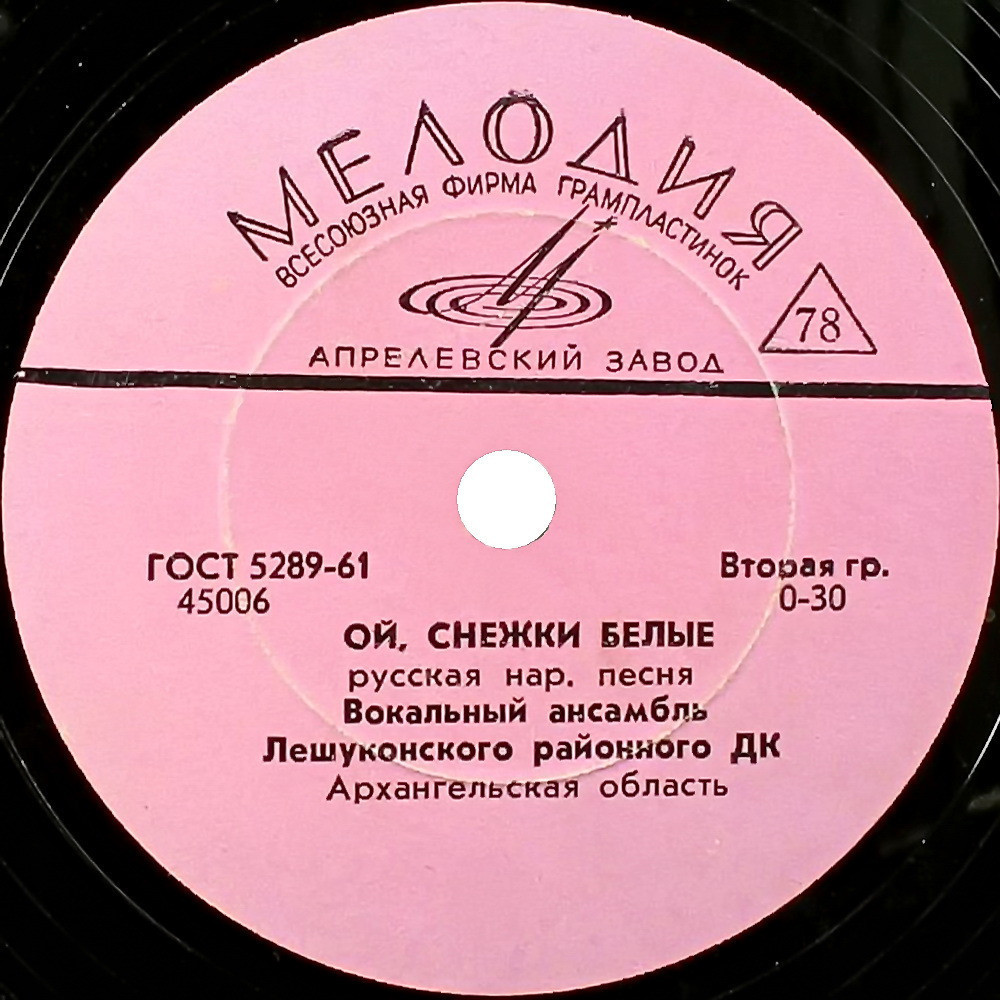 МЕЛОДИЯ
ВСЕСОЮЗНАЯ ФИРМА ГРАМПЛАСТИНОК
78
АПРЕЛЕВСКИЙ ЗАВОД
ГОСТ 5289-61
Вторая гр.
45006
0-30
ОЙ, СНЕЖКИ БЕЛЫЕ
русская нар. песня
Вокальный ансамбль
Лешуконского районного ДК
Архангельская область